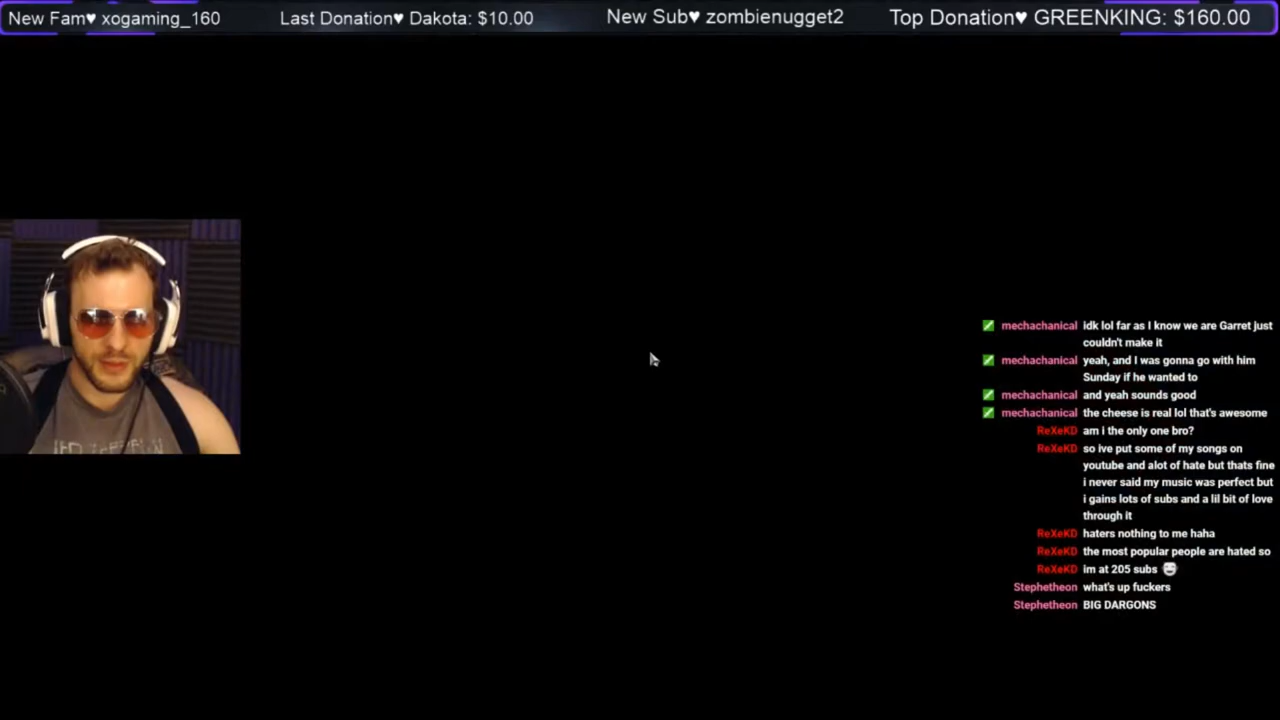 New Fam♥ xogaming_160
Last Donation♥ Dakota: $10.00
New Sub♥ zombienugget2
Top Donation♥ GREENKING: $160.00
mechachanical idk lol far as I know we are Garret just
couldn't make it
mechachanical yeah, and I was gonna go with him
Sunday if he wanted to
mechachanical and yeah sounds good
mechachanical the cheese is real lol that's awesome
ReXeKD am i the only one bro?
ReXeKD so ive put some of my songs on
youtube and alot of hate but thats fine
i never said my music was perfect but
i gains lots of subs and a lil bit of love
through it
ReXeKD haters nothing to me haha
ReXeKD the most popular people are hated so
ReXeKD im at 205 subs
Stephetheon what's up fuckers
Stephetheon BIG DARGONS